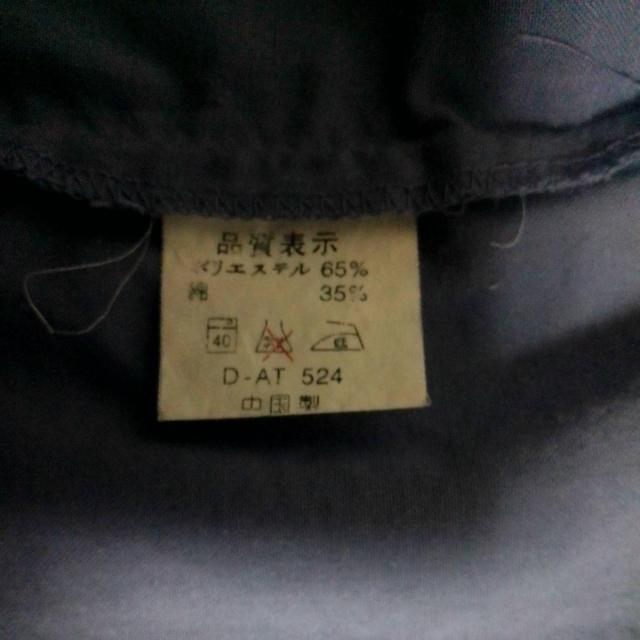 品質表示
ポリエステル 65%
綿 35%
40
D-AT 524
中国製